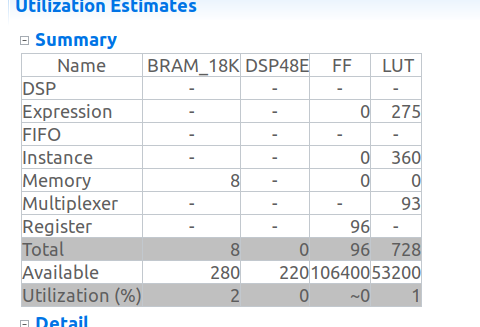 Utilization Estimates
Summary
Name BRAM_18K DSP48E FF LUT
DSP - - - -
Expression - - 0 275
FIFO - - - -
Instance - - 0 360
Memory 8 - 0 0
Multiplexer - - - 93
Register - - 96 -
Total 8 0 96 728
Available 280 220 106400 53200
Utilization (%) 2 0 ~0 1
Detail